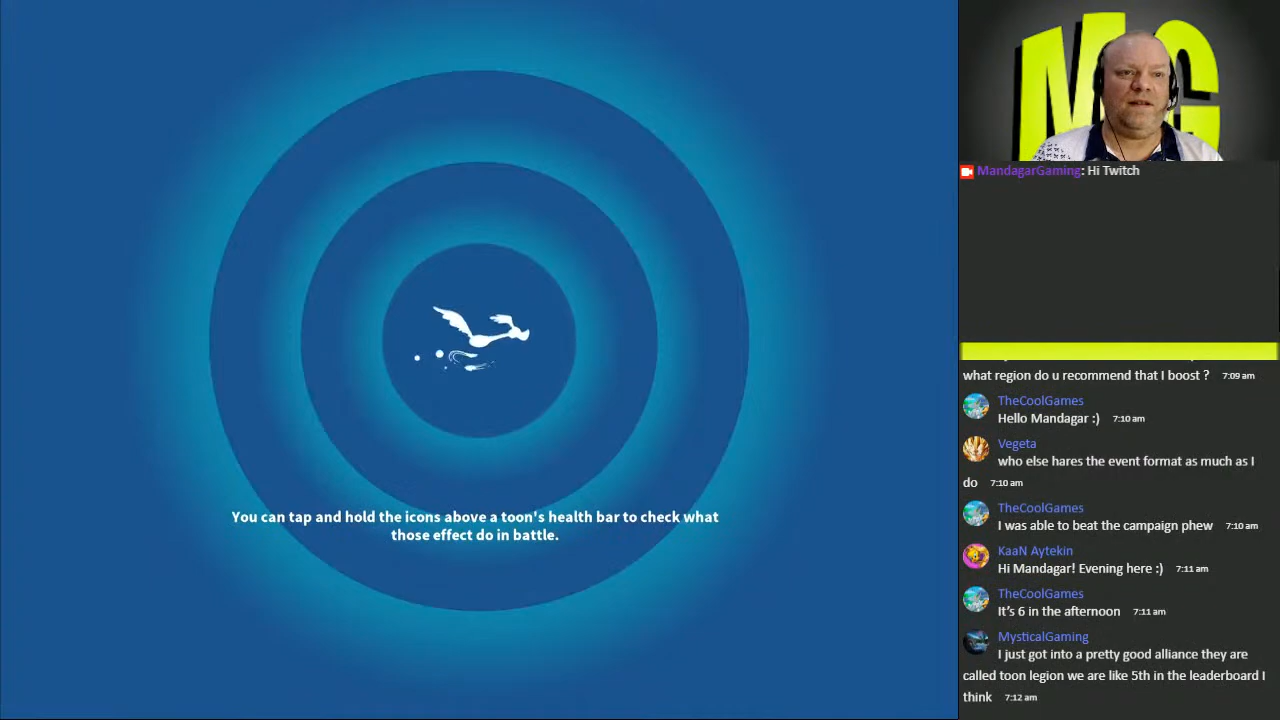 MG
MandagarGaming: Hi Twitch
what region do u recommend that I boost ? 7:09 am
TheCoolGames
Hello Mandagar :) 7:10 am
Vegeta
who else hares the event format as much as I
do 7:10 am
TheCoolGames
I was able to beat the campaign phew 7:10 am
KaaN Aytekin
Hi Mandagar! Evening here :) 7:11 am
TheCoolGames
It's 6 in the afternoon 7:11 am
MysticalGaming
I just got into a pretty good alliance they are
called toon legion we are like 5th in the leaderboard I
think 7:12 am
You can tap and hold the icons above a toon's health bar to check what
those effect do in battle.